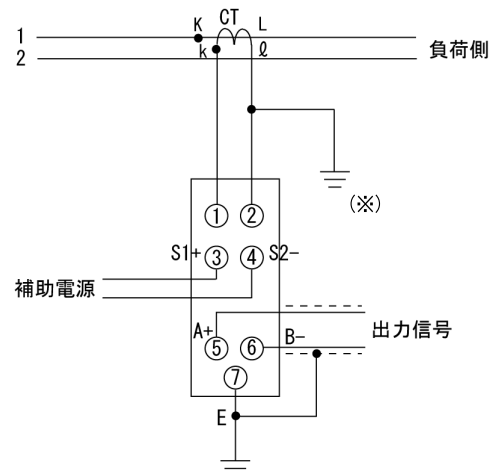 K CT L
1
k ℓ
2
負荷側
(※)
① ②
S1+ ③ ④ S2-
補助電源
A+ B-
⑤ ⑥
出力信号
⑦
E